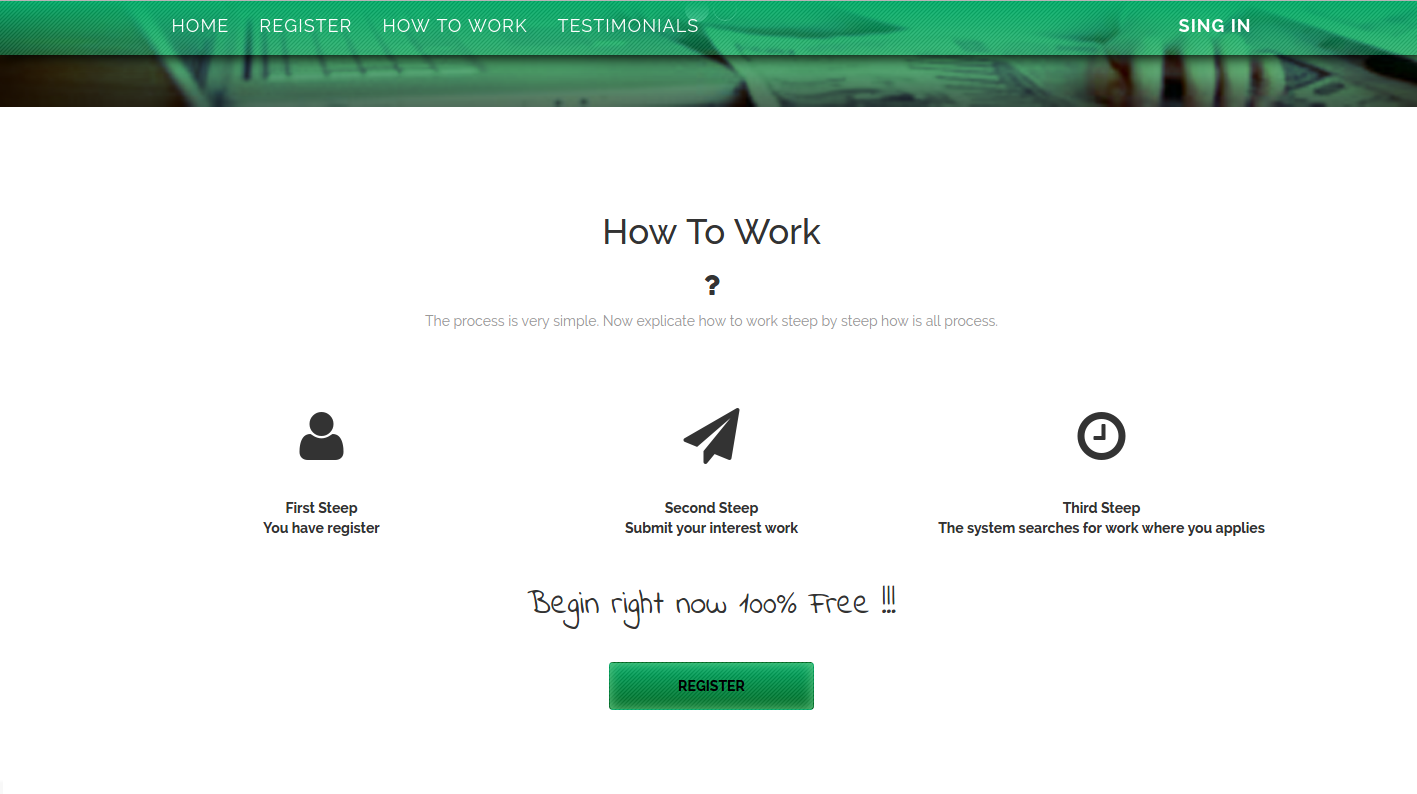 HOME REGISTER HOW TO WORK TESTIMONIALS SING IN
How To Work
?
The process is very simple. Now explicate how to work steep by steep how is all process.
First Steep
You have register
Second Steep
Submit your interest work
Third Steep
The system searches for work where you applies
Begin right now 100% Free !!!
REGISTER